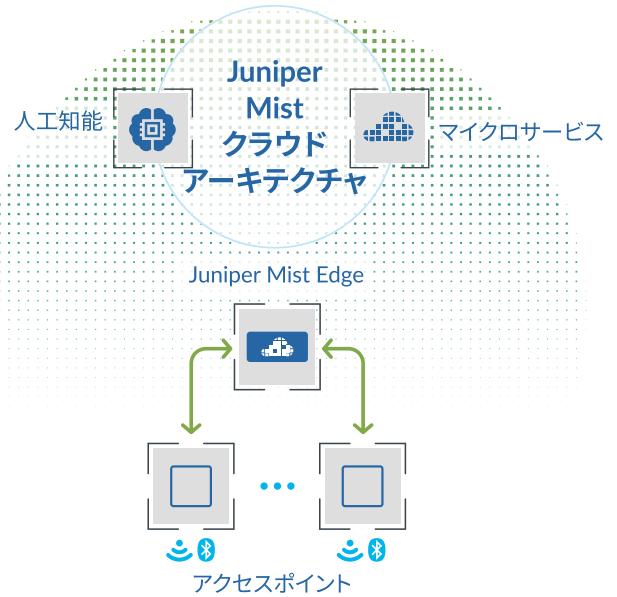 Juniper
Mist
クラウド
アーキテクチャ
人工知能
マイクロサービス
Juniper Mist Edge
アクセスポイント